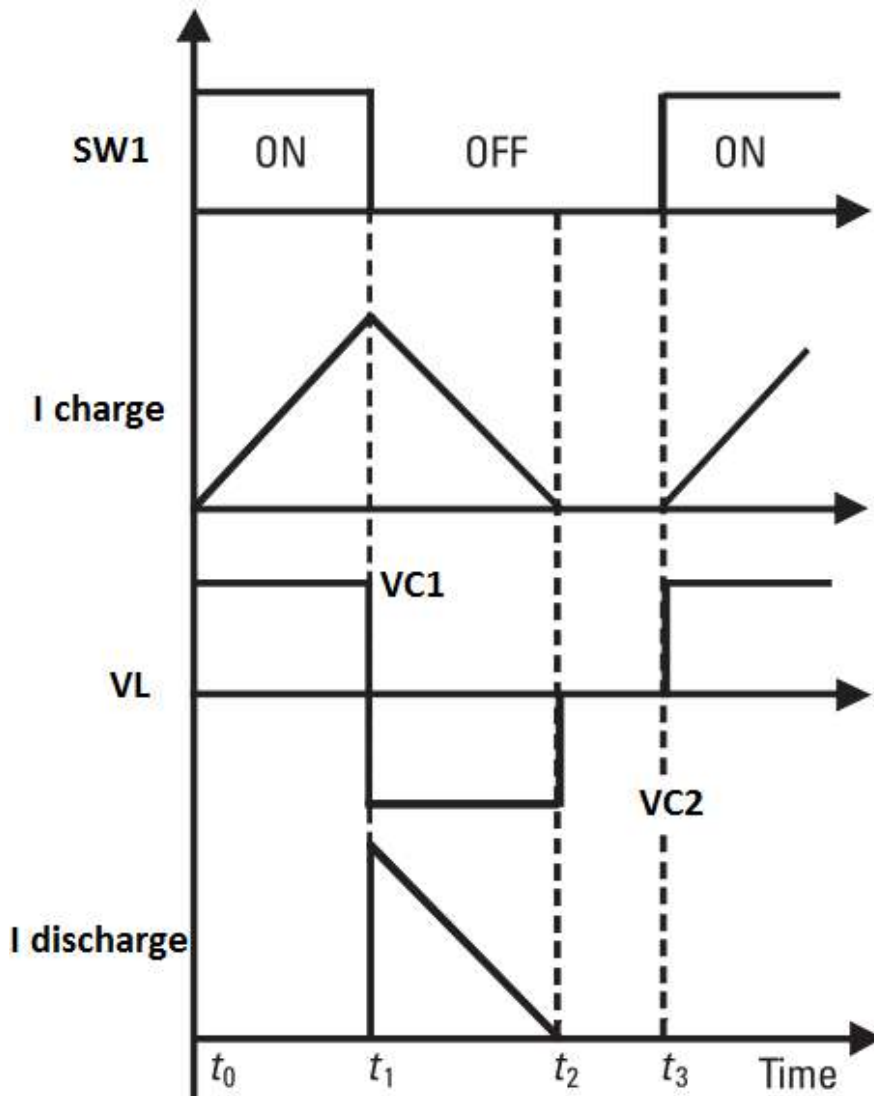 SW1
ON OFF ON
I charge
VC1
VL
VC2
I discharge
t0 t1 t2 t3 Time